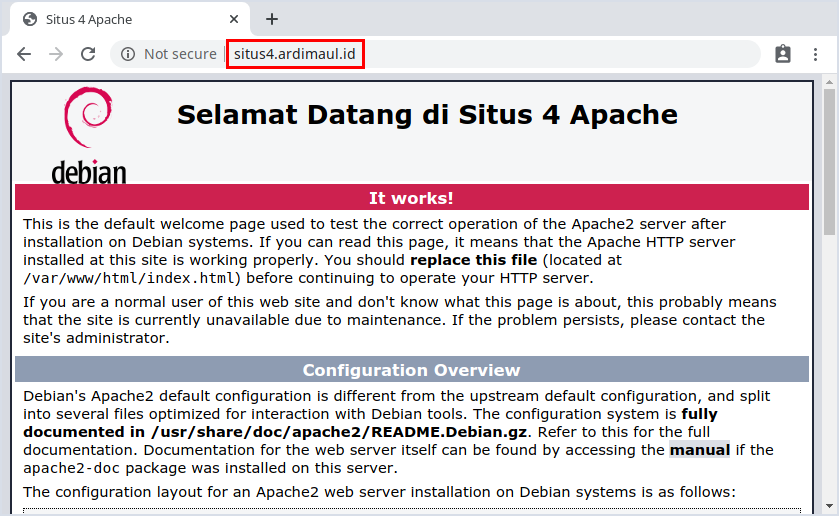 Situs 4 Apache
Not secure
situs4.ardimaul.id
Selamat Datang di Situs 4 Apache
debian
It works!
This is the default welcome page used to test the correct operation of the Apache2 server after
installation on Debian systems. If you can read this page, it means that the Apache HTTP server
installed at this site is working properly. You should replace this file (located at
/var/www/html/index.html) before continuing to operate your HTTP server.
If you are a normal user of this web site and don't know what this page is about, this probably means
that the site is currently unavailable due to maintenance. If the problem persists, please contact the
site's administrator.
Configuration Overview
Debian's Apache2 default configuration is different from the upstream default configuration, and split
into several files optimized for interaction with Debian tools. The configuration system is fully
documented in /usr/share/doc/apache2/README.Debian.gz. Refer to this for the full
documentation. Documentation for the web server itself can be found by accessing the manual if the
apache2-doc package was installed on this server.
The configuration layout for an Apache2 web server installation on Debian systems is as follows: